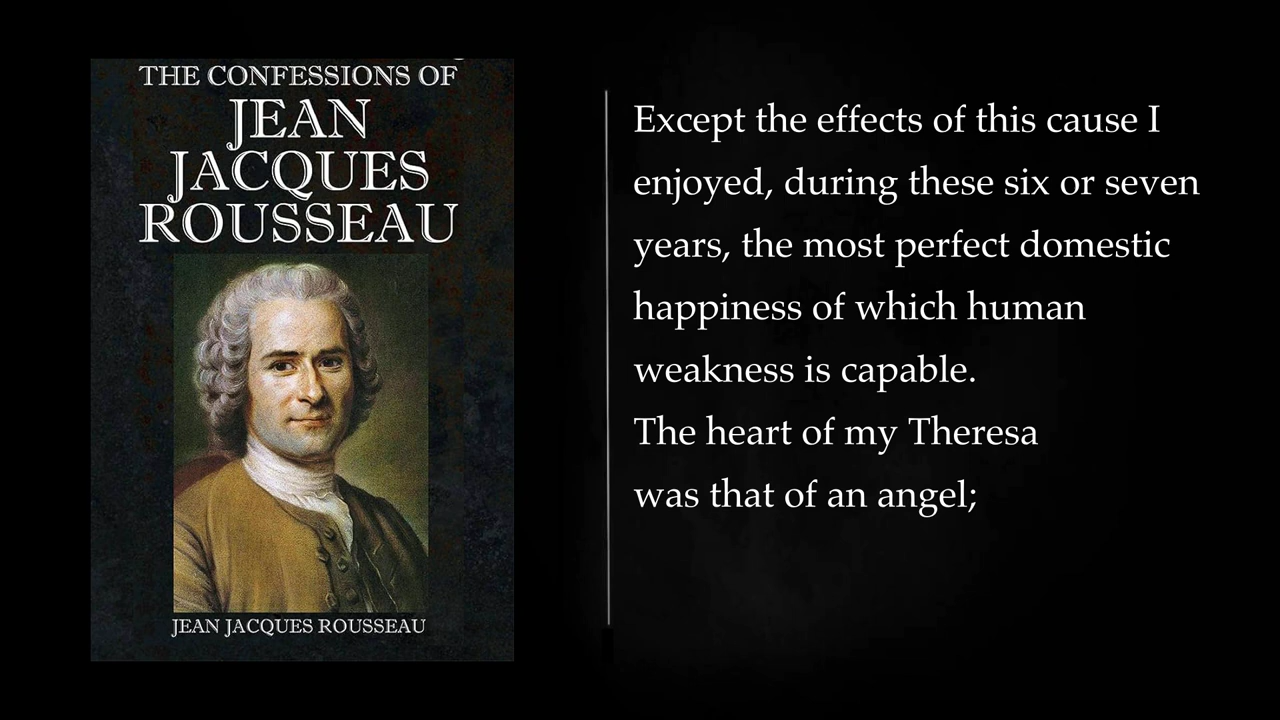 THE CONFESSIONS OF
JEAN
JACQUES
ROUSSEAU
JEAN JACQUES ROUSSEAU
Except the effects of this cause I
enjoyed, during these six or seven
years, the most perfect domestic
happiness of which human
weakness is capable.
The heart of my Theresa
was that of an angel;